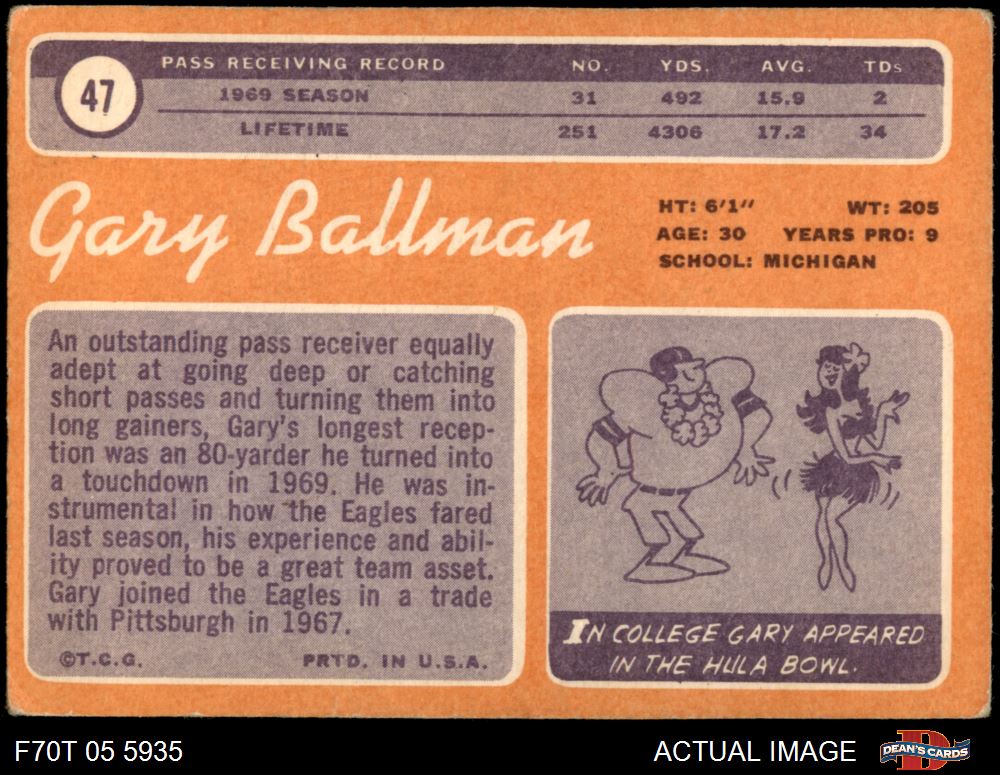 47
PASS RECEIVING RECORD NO. YDS. AVG. TDs
1969 SEASON 31 492 15.9 2
LIFETIME 251 4306 17.2 34
Gary Ballman
HT: 6'1" WT: 205
AGE: 30 YEARS PRO: 9
SCHOOL: MICHIGAN
An outstanding pass receiver equally
adept at going deep or catching
short passes and turning them into
long gainers, Gary's longest recep-
tion was an 80-yarder he turned into
a touchdown in 1969. He was in-
strumental in how the Eagles fared
last season, his experience and abil-
ity proved to be a great team asset.
Gary joined the Eagles in a trade
with Pittsburgh in 1967.
©T.C.G. PRTD. IN U.S.A.
IN COLLEGE GARY APPEARED
IN THE HULA BOWL.
F70T 05 5935
ACTUAL IMAGE
D
DEAN'S CARDS